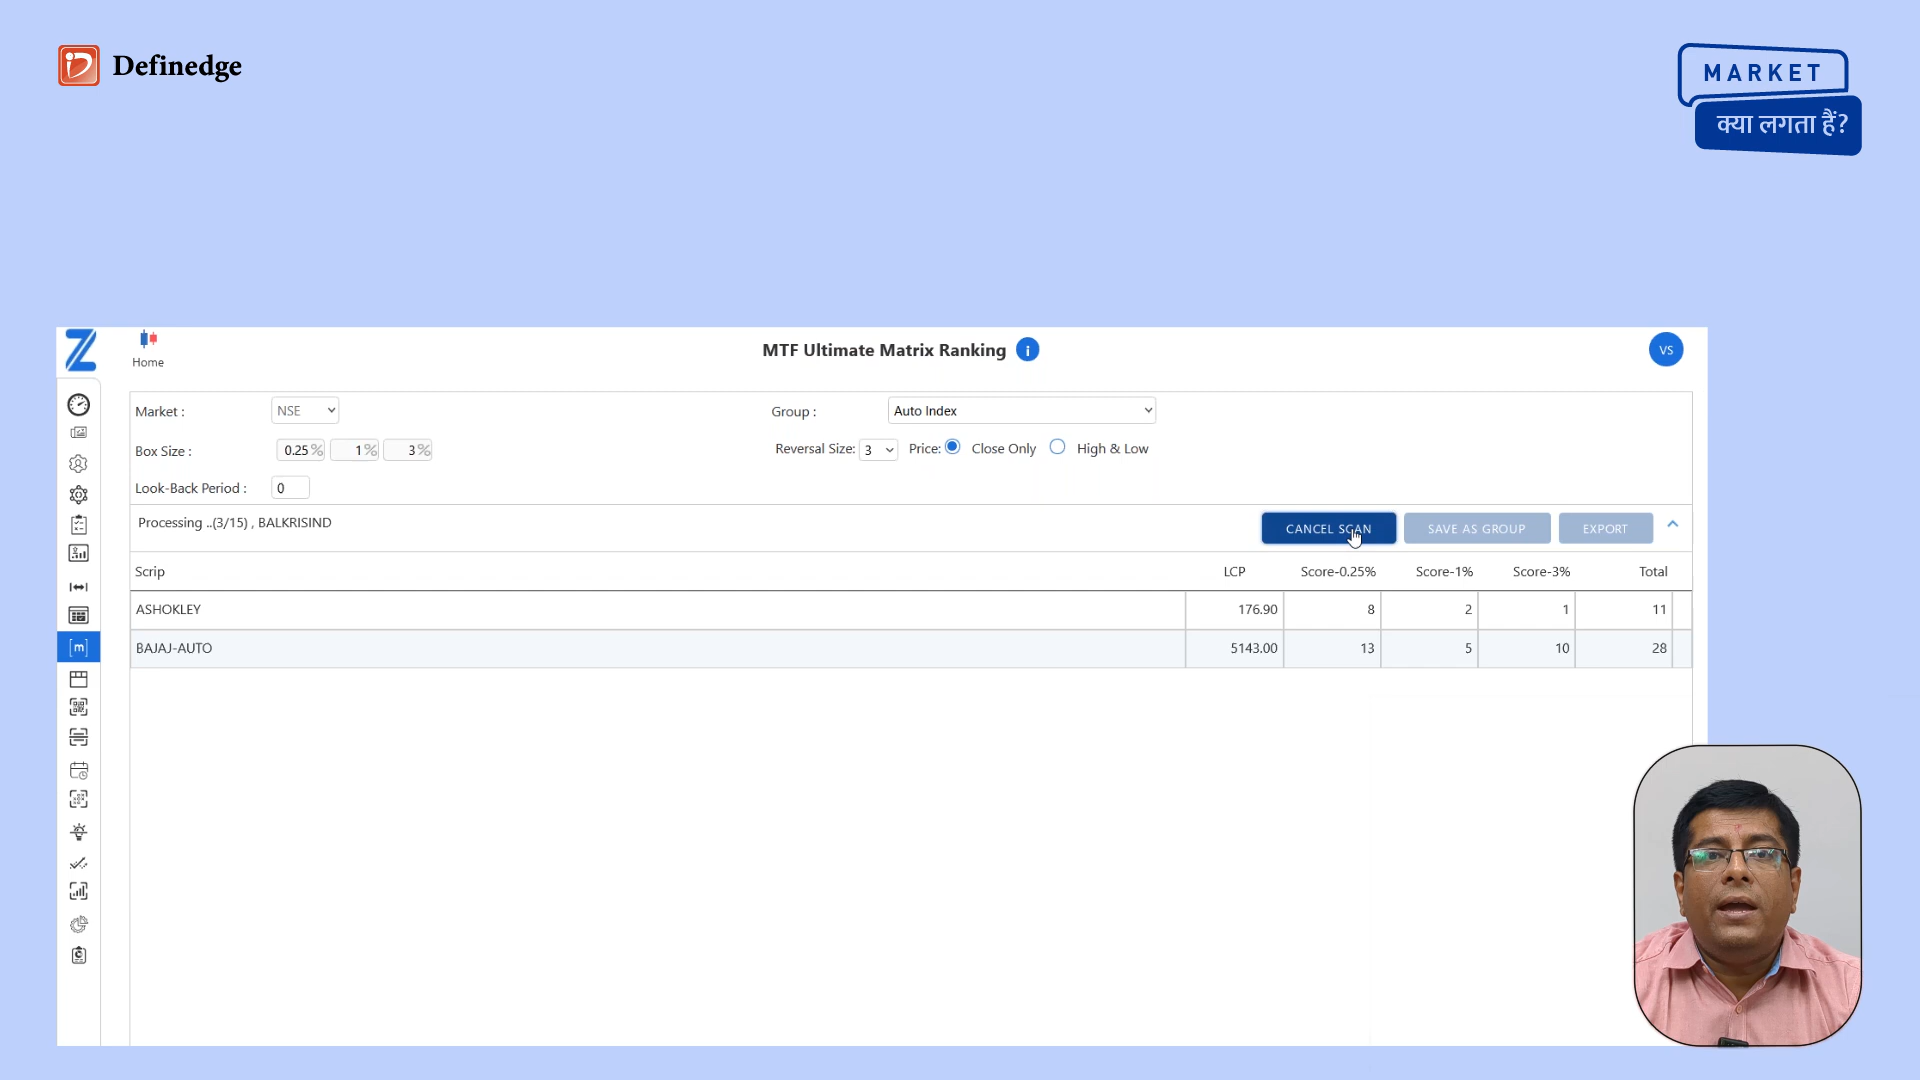 Definedge
MARKET
क्या लगता हैं?
Home
MTF Ultimate Matrix Ranking i
VS
Market : NSE
Group : Auto Index
Box Size : 0.25 % 1 % 3 %
Reversal Size: 3 Price: Close Only High & Low
Look-Back Period : 0
Processing ..(3/15) , BALKRISIND
CANCEL SCAN SAVE AS GROUP EXPORT
Scrip LCP Score-0.25% Score-1% Score-3% Total
ASHOKLEY 176.90 8 2 1 11
BAJAJ-AUTO 5143.00 13 5 10 28
[m]